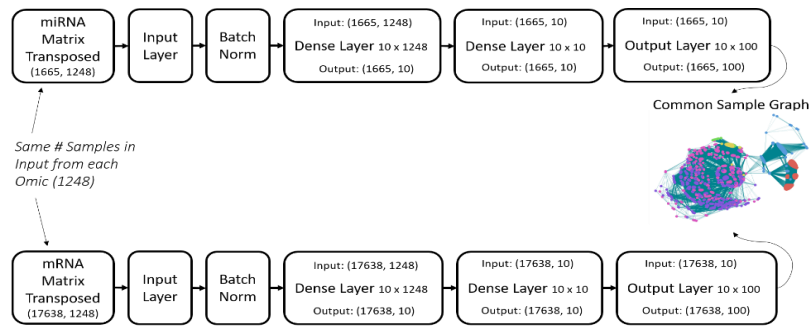 miRNA
Matrix
Transposed
(1665, 1248)
Input
Layer
Batch
Norm
Input: (1665, 1248)
Dense Layer 10 x 1248
Output: (1665, 10)
Input: (1665, 10)
Dense Layer 10 x 10
Output: (1665, 10)
Input: (1665, 10)
Output Layer 10 x 100
Output: (1665, 100)
Common Sample Graph
Same # Samples in
Input from each
Omic (1248)
mRNA
Matrix
Transposed
(17638, 1248)
Input
Layer
Batch
Norm
Input: (17638, 1248)
Dense Layer 10 x 1248
Output: (17638, 10)
Input: (17638, 10)
Dense Layer 10 x 10
Output: (17638, 10)
Input: (17638, 10)
Output Layer 10 x 100
Output: (17638, 100)